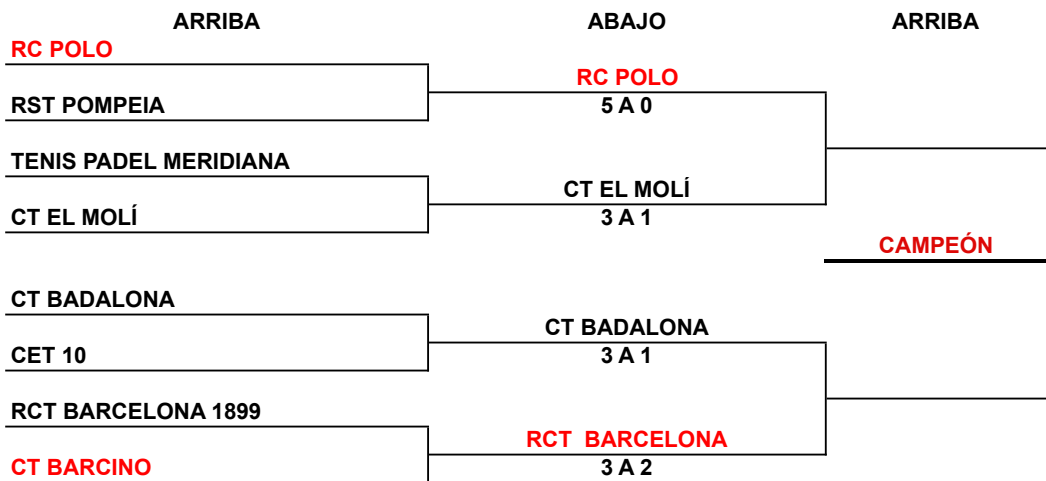 ARRIBA ABAJO ARRIBA
RC POLO
RC POLO
RST POMPEIA 5 A 0
TENIS PADEL MERIDIANA
CT EL MOLÍ
CT EL MOLÍ 3 A 1
CAMPEÓN
CT BADALONA
CT BADALONA
CET 10 3 A 1
RCT BARCELONA 1899
RCT BARCELONA
CT BARCINO 3 A 2